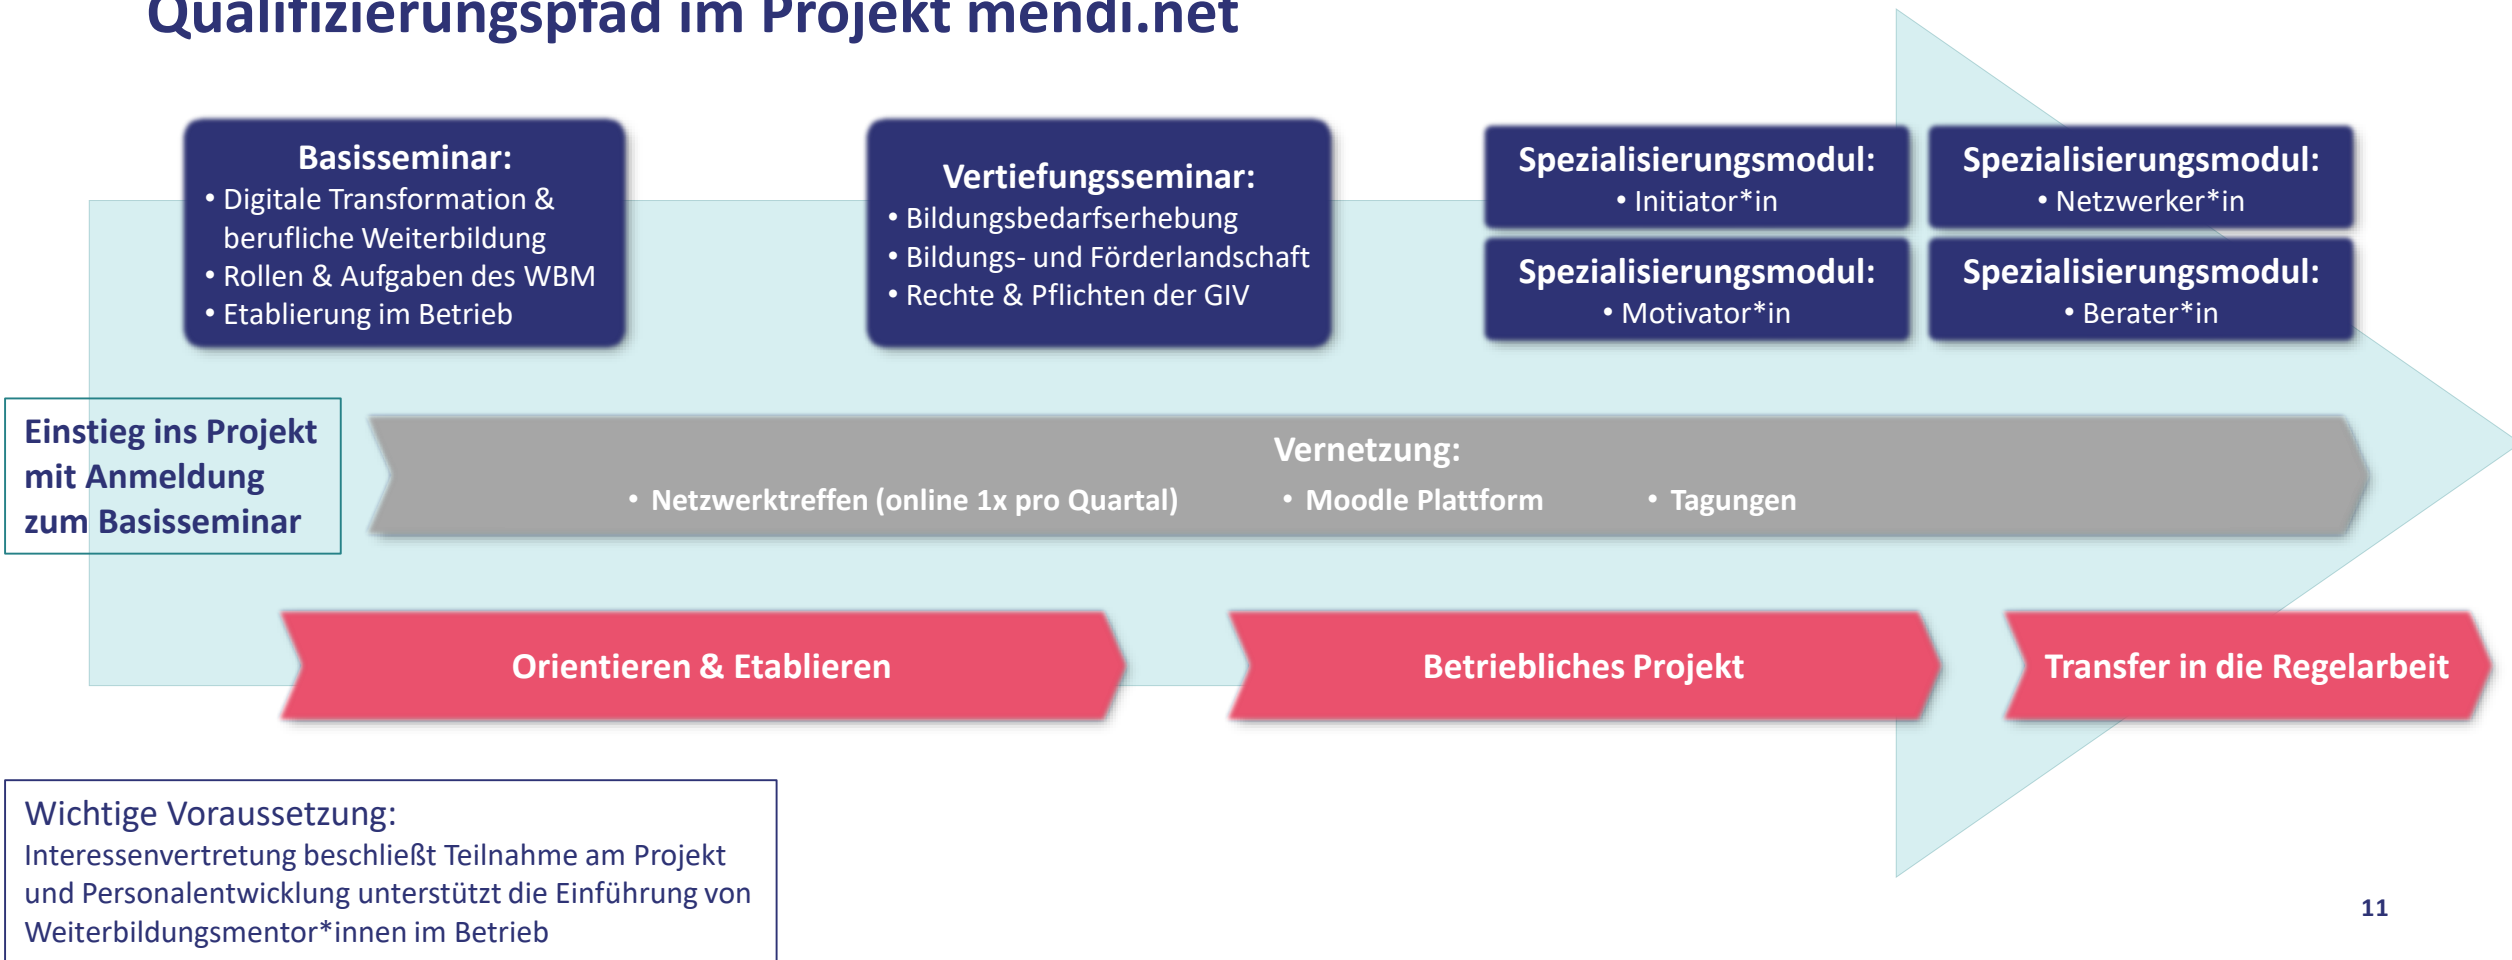 Qualifizierungspfad im Projekt mendi.net
Basisseminar:
• Digitale Transformation &
berufliche Weiterbildung
• Rollen & Aufgaben des WBM
• Etablierung im Betrieb
Vertiefungsseminar:
• Bildungsbedarfserhebung
• Bildungs- und Förderlandschaft
• Rechte & Pflichten der GIV
Spezialisierungsmodul:
• Initiator*in
Spezialisierungsmodul:
• Netzwerker*in
Spezialisierungsmodul:
• Motivator*in
Spezialisierungsmodul:
• Berater*in
Einstieg ins Projekt
mit Anmeldung
zum Basisseminar
Vernetzung:
• Netzwerktreffen (online 1x pro Quartal) • Moodle Plattform • Tagungen
Orientieren & Etablieren
Betriebliches Projekt
Transfer in die Regelarbeit
Wichtige Voraussetzung:
Interessenvertretung beschließt Teilnahme am Projekt
und Personalentwicklung unterstützt die Einführung von
Weiterbildungsmentor*innen im Betrieb
11